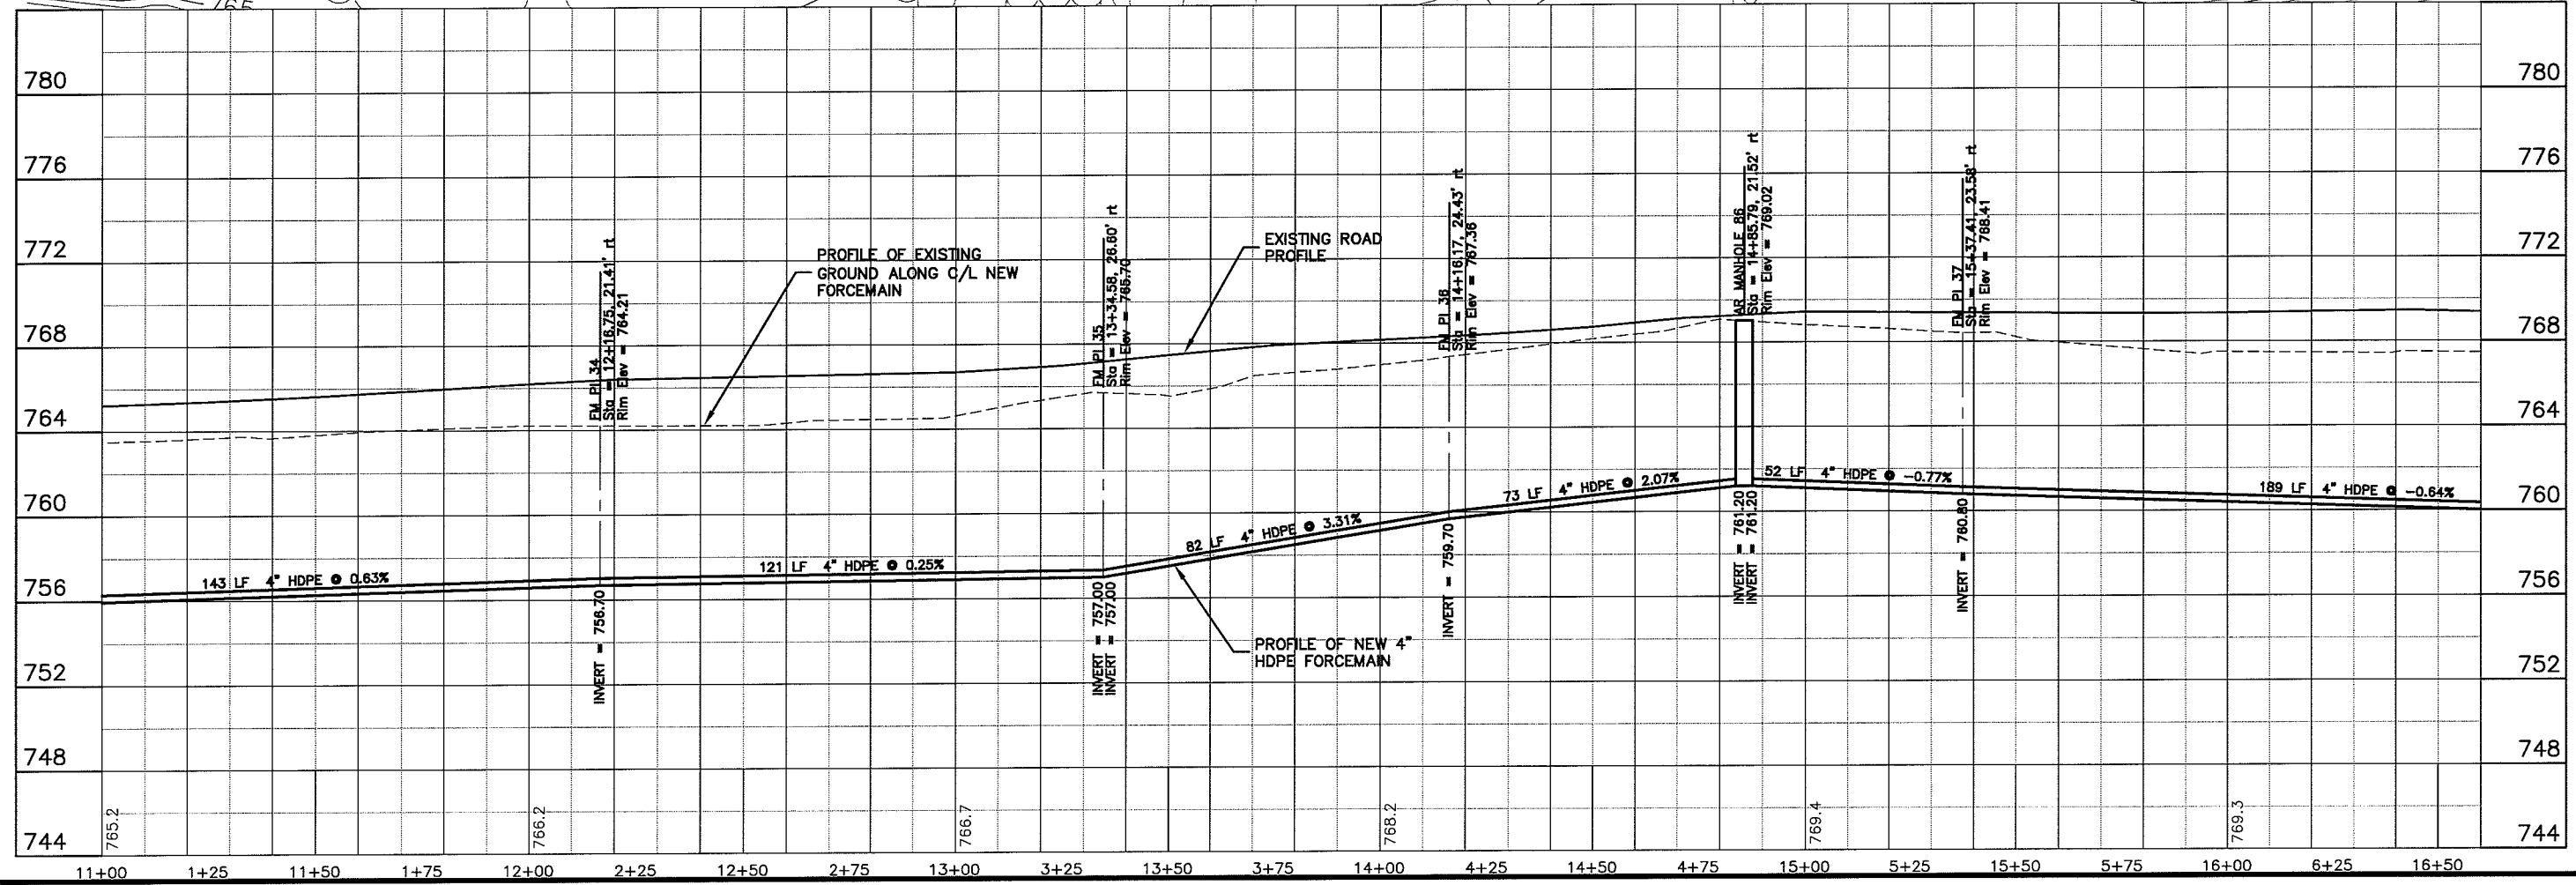 765
780
780
776
776
772
772
768
768
764
764
760
760
756
756
752
752
748
748
744
744
FM PI 34
Sta = 12+16.75, 21.41' rt
Rim Elev = 764.21
PROFILE OF EXISTING
GROUND ALONG C/L NEW
FORCEMAIN
FM PI 35
Sta = 13+34.58, 26.60' rt
Rim Elev = 765.70
EXISTING ROAD
PROFILE
FM PI 36
Sta = 14+16.17, 24.43' rt
Rim Elev = 767.36
AR MANHOLE 86
Sta = 14+85.79, 21.52' rt
Rim Elev = 769.02
FM PI 37
Sta = 15+37.41, 23.58' rt
Rim Elev = 768.41
143 LF 4" HDPE @ 0.63%
121 LF 4" HDPE @ 0.25%
82 LF 4" HDPE @ 3.31%
73 LF 4" HDPE @ 2.07%
52 LF 4" HDPE @ -0.77%
189 LF 4" HDPE @ -0.64%
INVERT = 756.70
INVERT = 757.00
INVERT = 757.00
INVERT = 759.70
INVERT = 761.20
INVERT = 761.20
INVERT = 760.80
PROFILE OF NEW 4"
HDPE FORCEMAIN
765.2
766.2
766.7
768.2
769.4
769.3
11+00 1+25 11+50 1+75 12+00 2+25 12+50 2+75 13+00 3+25 13+50 3+75 14+00 4+25 14+50 4+75 15+00 5+25 15+50 5+75 16+00 6+25 16+50